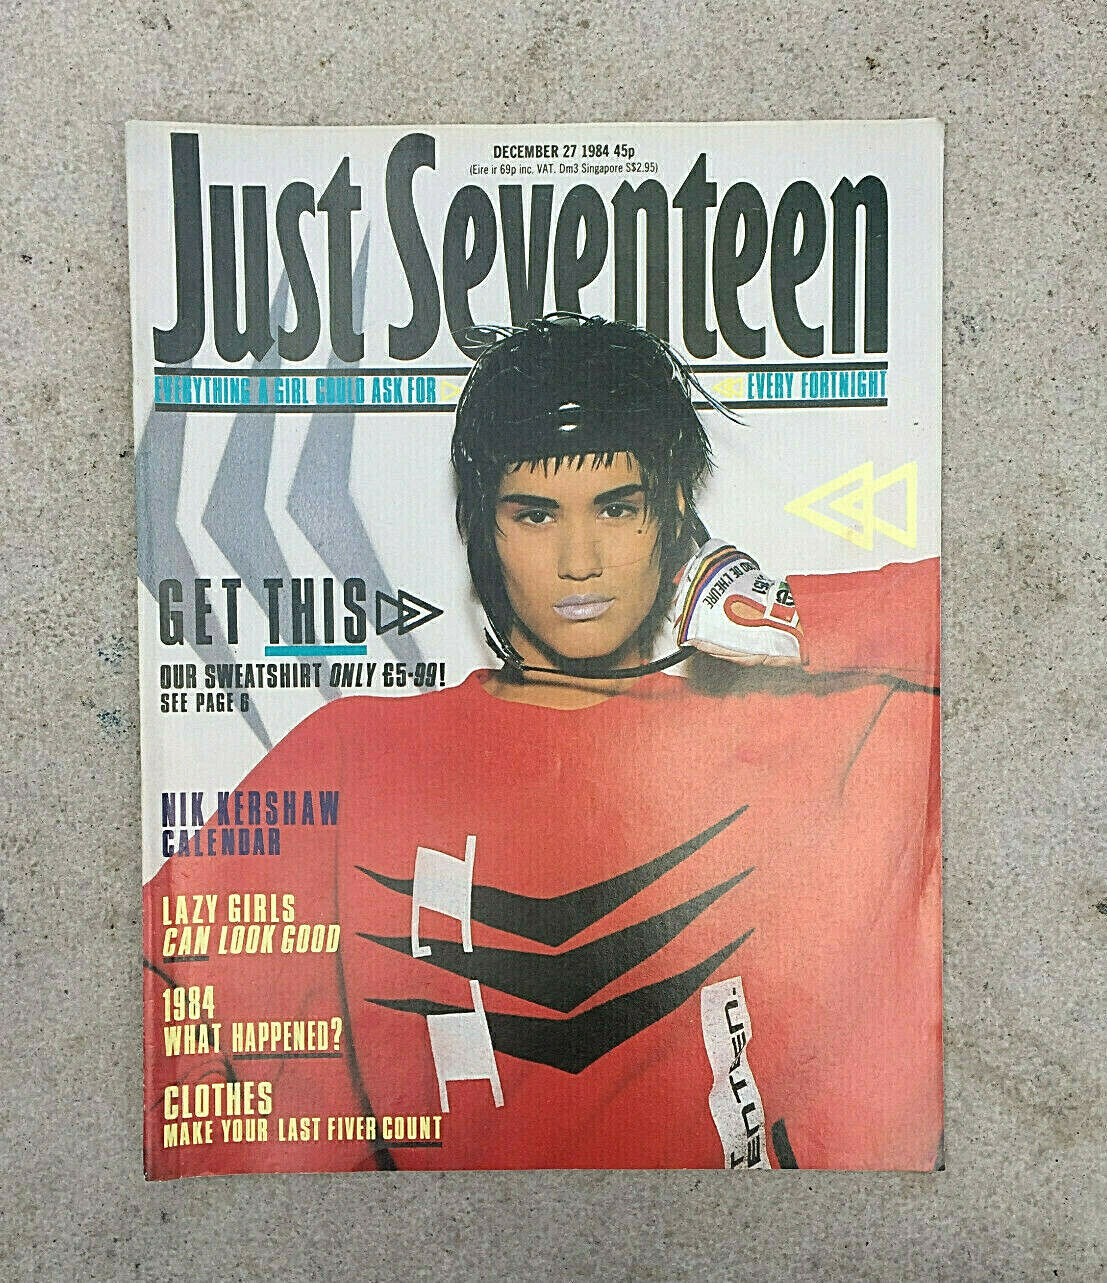 DECEMBER 27 1984 45p
(Eire ir 69p inc. VAT. Dm3 Singapore S$2.95)
Just Seventeen
EVERYTHING A GIRL COULD ASK FOR
EVERY FORTNIGHT
GET THIS
OUR SWEATSHIRT ONLY £5·99!
SEE PAGE 6
DE L'HEURE
NIK KERSHAW
CALENDAR
LAZY GIRLS
CAN LOOK GOOD
1984
WHAT HAPPENED?
CLOTHES
MAKE YOUR LAST FIVER COUNT